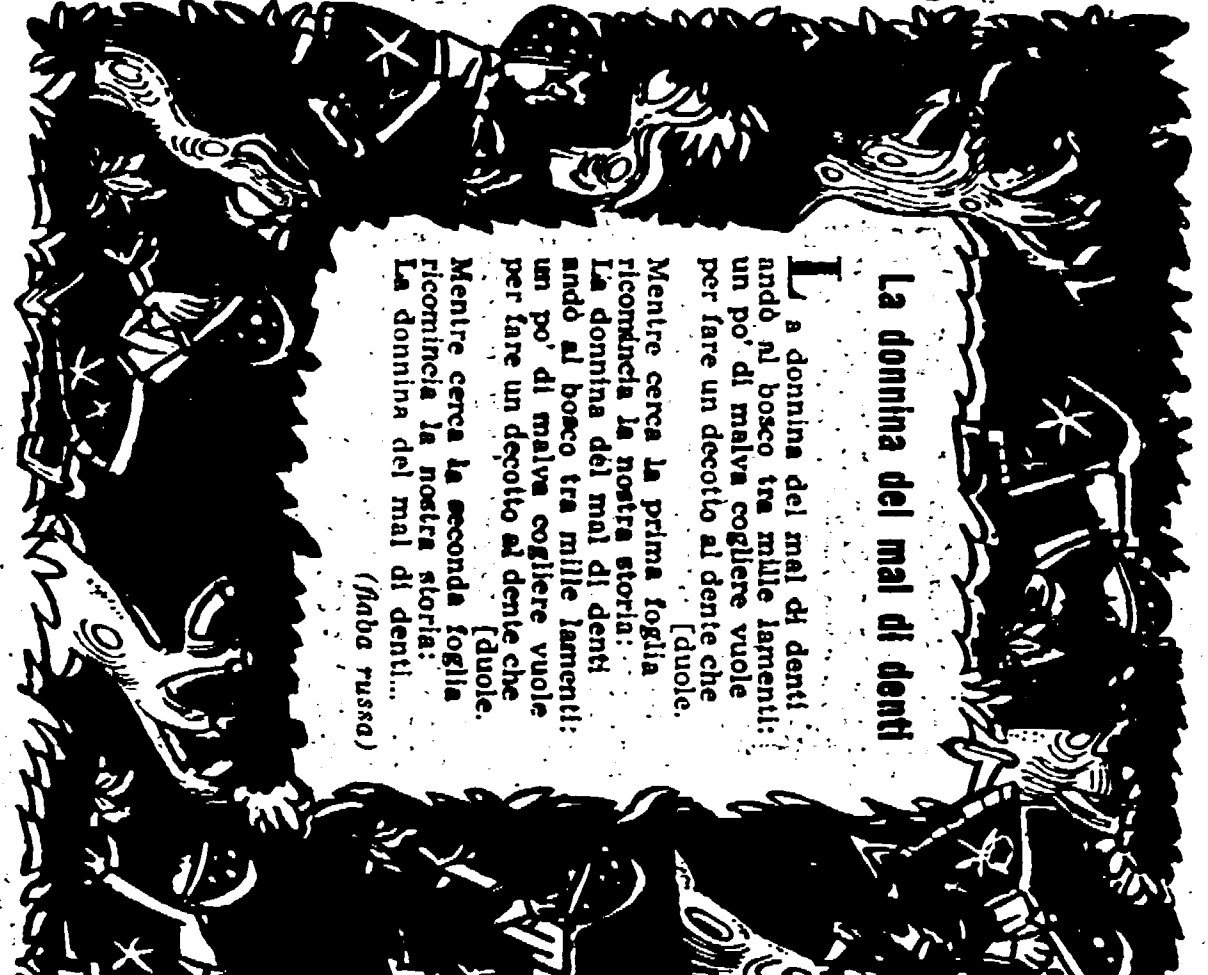 La donnina del mal di denti
La donnina del mal di denti
andò al bosco tra mille lamenti:
un po' di malva cogliere vuole
per fare un decotto al dente che
[duole.
Mentre cerca la prima foglia
ricomincia la nostra storia:
La donnina del mal di denti
andò al bosco tra mille lamenti:
un po' di malva cogliere vuole
per fare un decotto al dente che
[duole.
Mentre cerca la seconda foglia
ricomincia la nostra storia:
La donnina del mal di denti...
(fiaba russa)